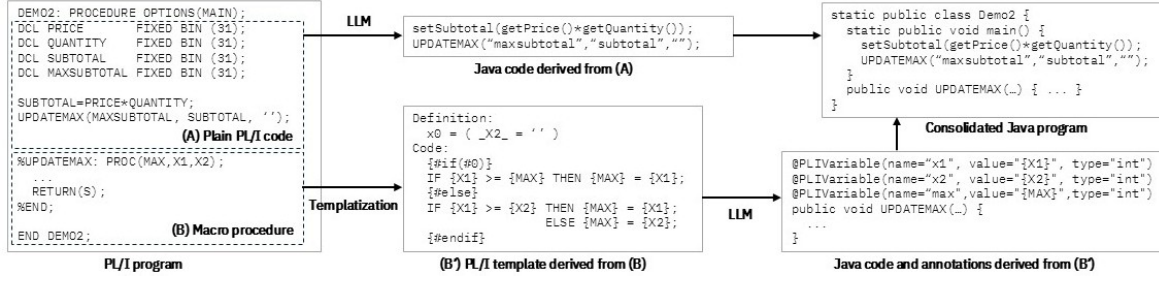 DEMO2: PROCEDURE OPTIONS(MAIN);
DCL PRICE FIXED BIN (31);
DCL QUANTITY FIXED BIN (31);
DCL SUBTOTAL FIXED BIN (31);
DCL MAXSUBTOTAL FIXED BIN (31);
SUBTOTAL=PRICE*QUANTITY;
UPDATEMAX(MAXSUBTOTAL, SUBTOTAL, '');
(A) Plain PL/I code
%UPDATEMAX: PROC(MAX,X1,X2);
...
RETURN(S);
%END;
(B) Macro procedure
END DEMO2;
PL/I program
LLM
setSubtotal(getPrice()*getQuantity());
UPDATEMAX("maxsubtotal","subtotal","");
Java code derived from (A)
Templatization
Definition:
x0 = ( _X2_ = '' )
Code:
{#if(#0)}
IF {X1} >= {MAX} THEN {MAX} = {X1};
{#else}
IF {X1} >= {X2} THEN {MAX} = {X1};
ELSE {MAX} = {X2};
{#endif}
(B') PL/I template derived from (B)
LLM
static public class Demo2 {
static public void main() {
setSubtotal(getPrice()*getQuantity());
UPDATEMAX("maxsubtotal","subtotal","");
}
public void UPDATEMAX(…) { ... }
}
Consolidated Java program
@PLIVariable(name="x1", value="{X1}", type="int")
@PLIVariable(name="x2", value="{X2}", type="int")
@PLIVariable(name="max",value="{MAX}",type="int")
public void UPDATEMAX(…) {
...
}
Java code and annotations derived from (B')